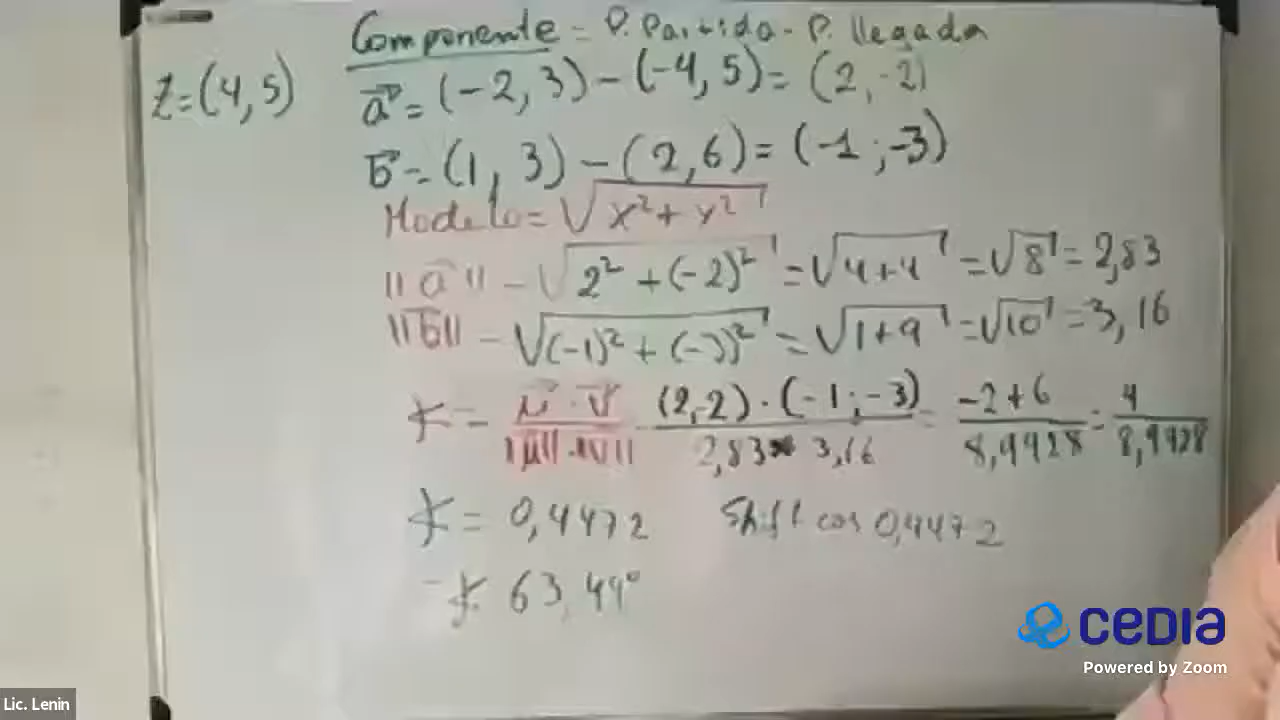 Componente = P. Partida - P. llegada
Z=(4,5)
a⃗ = (-2, 3) - (-4, 5) = (2, -2)
b⃗ = (1, 3) - (2, 6) = (-1 ; -3)
Modelo = √x² + y²
||a⃗|| - √2² + (-2)² = √4+4 = √8 = 2,83
||b⃗|| - √(-1)² + (-3)² = √1+9 = √10 = 3,16
∡ = μ⃗ · v⃗ / ||μ|| · ||v|| (2,-2) · (-1 ; -3) / 2,83 * 3,16 = -2+6 / 8,9428 = 4 / 8,9428
∡ = 0,4472 Shift cos 0,4472
∡ 63,44°
cedia
Powered by Zoom
Lic. Lenin